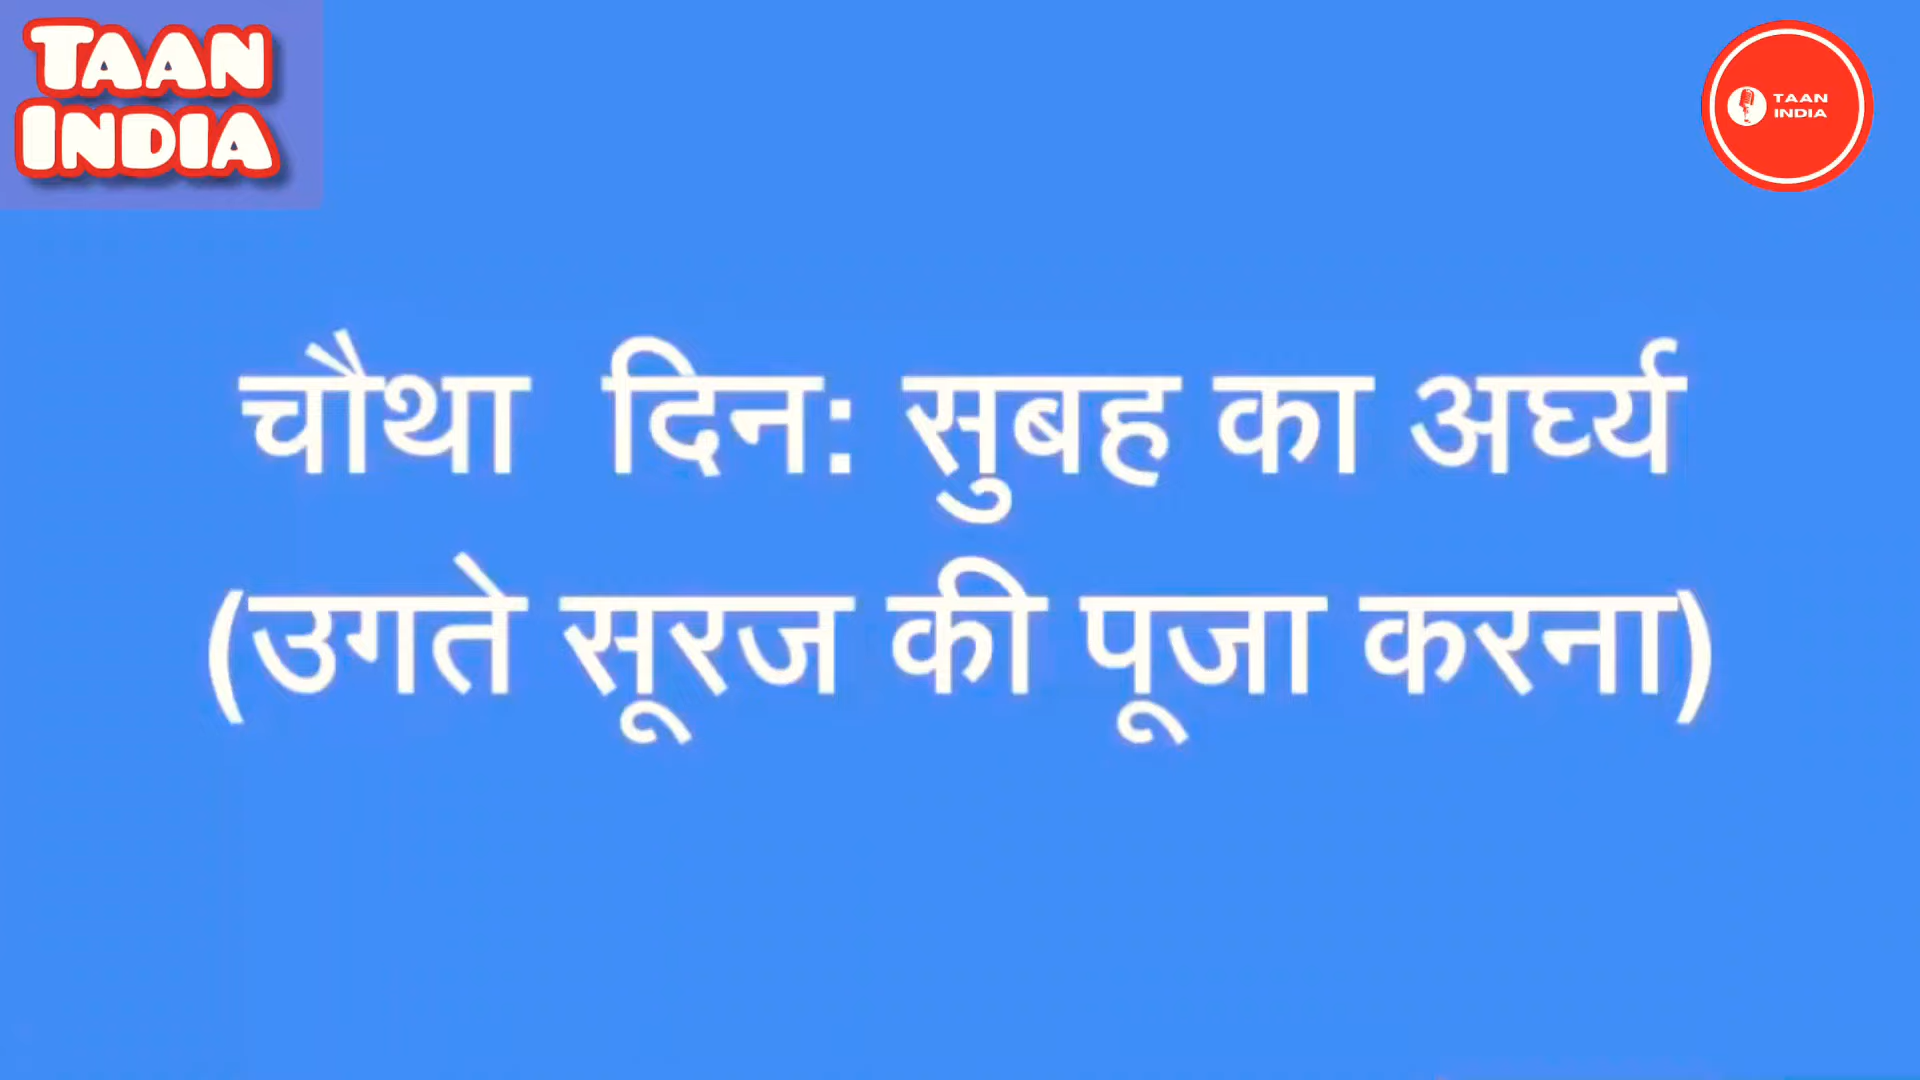 TAAN
INDIA
TAAN
INDIA
चौथा दिन: सुबह का अर्घ्य
(उगते सूरज की पूजा करना)